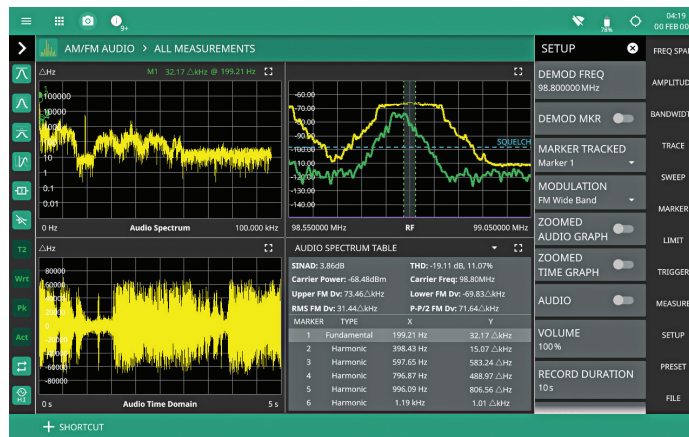 9+
78%
04:19
00 FEB 00
AM/FM AUDIO > ALL MEASUREMENTS
△Hz
M1 32.17 △kHz @ 199.21 Hz
100000
10000
10
1
0.1
0.01
0 Hz
Audio Spectrum
100.000 kHz
-60.00
-70.00
-80.00
-90.00
-100.00
-110.00
-120.00
-130.00
-140.00
SQUELCH
98.550000 MHz
RF
99.050000 MHz
△Hz
80000
60000
40000
20000
0
-20000
-40000
-60000
-80000
0 s
Audio Time Domain
5 s
AUDIO SPECTRUM TABLE
SINAD: 3.86dB
THD: -19.11 dB, 11.07%
Carrier Power: -68.48dBm
Carrier Freq: 98.80MHz
Upper FM Dv: 73.46△kHz
Lower FM Dv: -69.83△kHz
RMS FM Dv: 31.44△kHz
P-P/2 FM Dv: 71.64△kHz
MARKER TYPE X Y
1 Fundamental 199.21 Hz 32.17 △kHz
2 Harmonic 398.43 Hz 15.07 △kHz
3 Harmonic 597.65 Hz 583.24 △Hz
4 Harmonic 796.87 Hz 488.97 △Hz
5 Harmonic 996.09 Hz 806.56 △Hz
6 Harmonic 1.19 kHz 1.01 △kHz
T2
Wrt
Pk
Act
HI
SETUP
DEMOD FREQ
98.800000 MHz
DEMOD MKR
MARKER TRACKED
Marker 1
MODULATION
FM Wide Band
ZOOMED
AUDIO GRAPH
ZOOMED
TIME GRAPH
AUDIO
VOLUME
100%
RECORD DURATION
10 s
FREQ SPA
AMPLITUD
BANDWIDT
TRACE
SWEEP
MARKER
LIMIT
TRIGGER
MEASURE
SETUP
PRESET
FILE
+ SHORTCUT